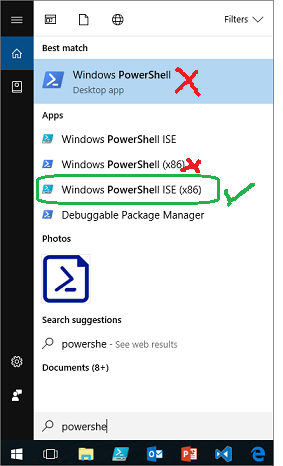 Filters
Best match
Windows PowerShell
Desktop app
Apps
Windows PowerShell ISE
Windows PowerShell (x86)
Windows PowerShell ISE (x86)
Debuggable Package Manager
Photos
Search suggestions
powershe - See web results
Documents (8+)
powershe